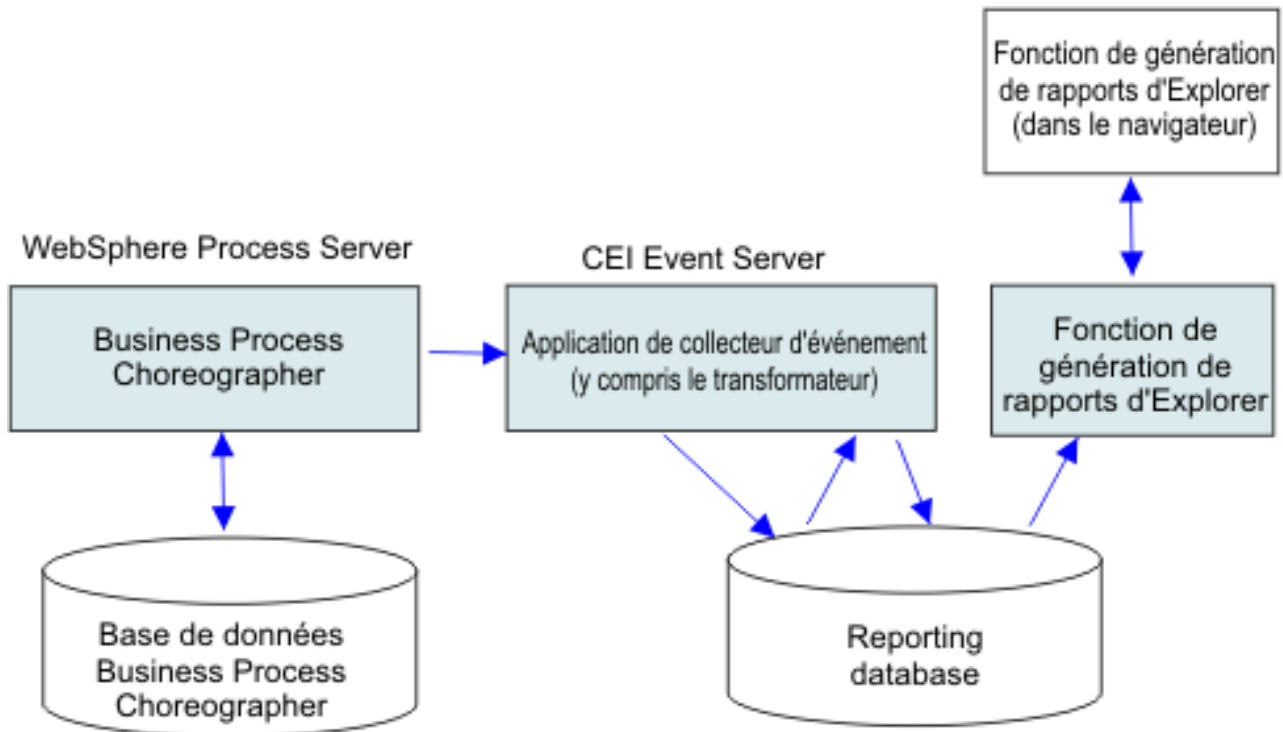 Fonction de génération
de rapports d'Explorer
(dans le navigateur)
WebSphere Process Server
CEI Event Server
Business Process
Choreographer
Application de collecteur d'événement
(y compris le transformateur)
Fonction de
génération de
rapports d'Explorer
Base de données
Business Process
Choreographer
Reporting
database